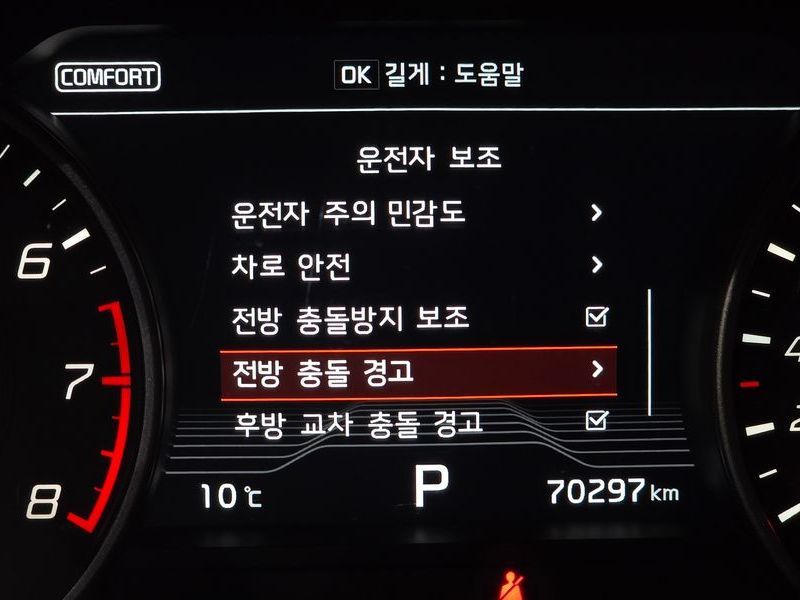 COMFORT
OK 길게 : 도움말
운전자 보조
운전자 주의 민감도
차로 안전
전방 충돌방지 보조
전방 충돌 경고
후방 교차 충돌 경고
6
7
8
10℃
P
70297 km